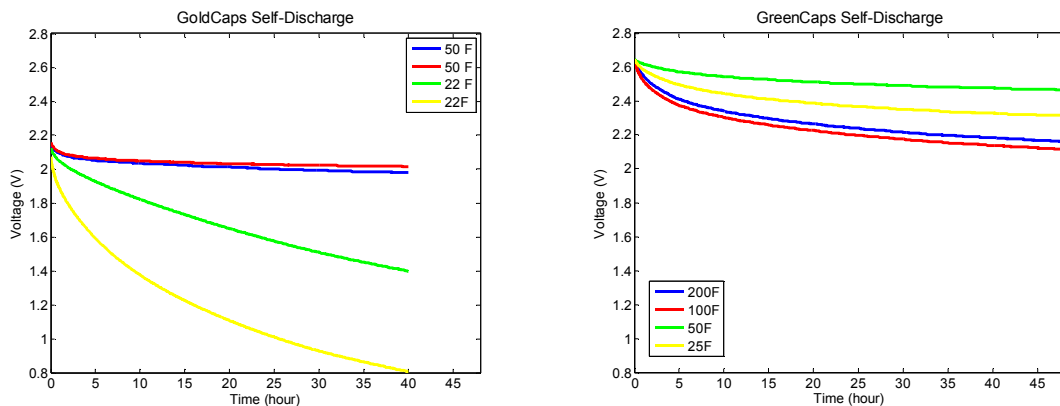 GoldCaps Self-Discharge
2.8
2.6
2.4
2.2
2
1.8
1.6
1.4
1.2
1
0.8
Voltage (V)
50 F
50 F
22 F
22F
0 5 10 15 20 25 30 35 40 45
Time (hour)
GreenCaps Self-Discharge
2.8
2.6
2.4
2.2
2
1.8
1.6
1.4
1.2
1
0.8
Voltage (V)
200F
100F
50F
25F
0 5 10 15 20 25 30 35 40 45
Time (hour)